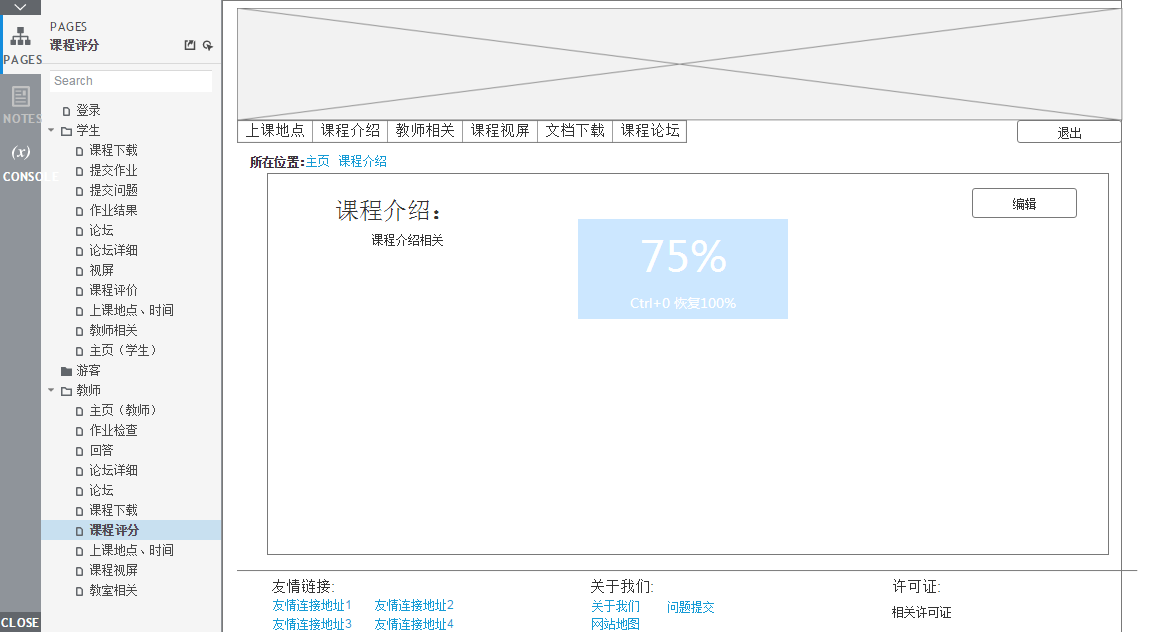 PAGES
课程评分
PAGES
Search
NOTES
(x)
CONSOLE
登录
学生
课程下载
提交作业
提交问题
作业结果
论坛
论坛详细
视屏
课程评价
上课地点、时间
教师相关
主页（学生）
游客
教师
主页（教师）
作业检查
回答
论坛详细
论坛
课程下载
课程评分
上课地点、时间
课程视屏
教室相关
CLOSE
上课地点 课程介绍 教师相关 课程视屏 文档下载 课程论坛
退出
所在位置:主页 课程介绍
课程介绍：
编辑
课程介绍相关
75%
Ctrl+0 恢复100%
友情链接: 关于我们: 许可证:
友情连接地址1 友情连接地址2 关于我们 问题提交 相关许可证
友情连接地址3 友情连接地址4 网站地图